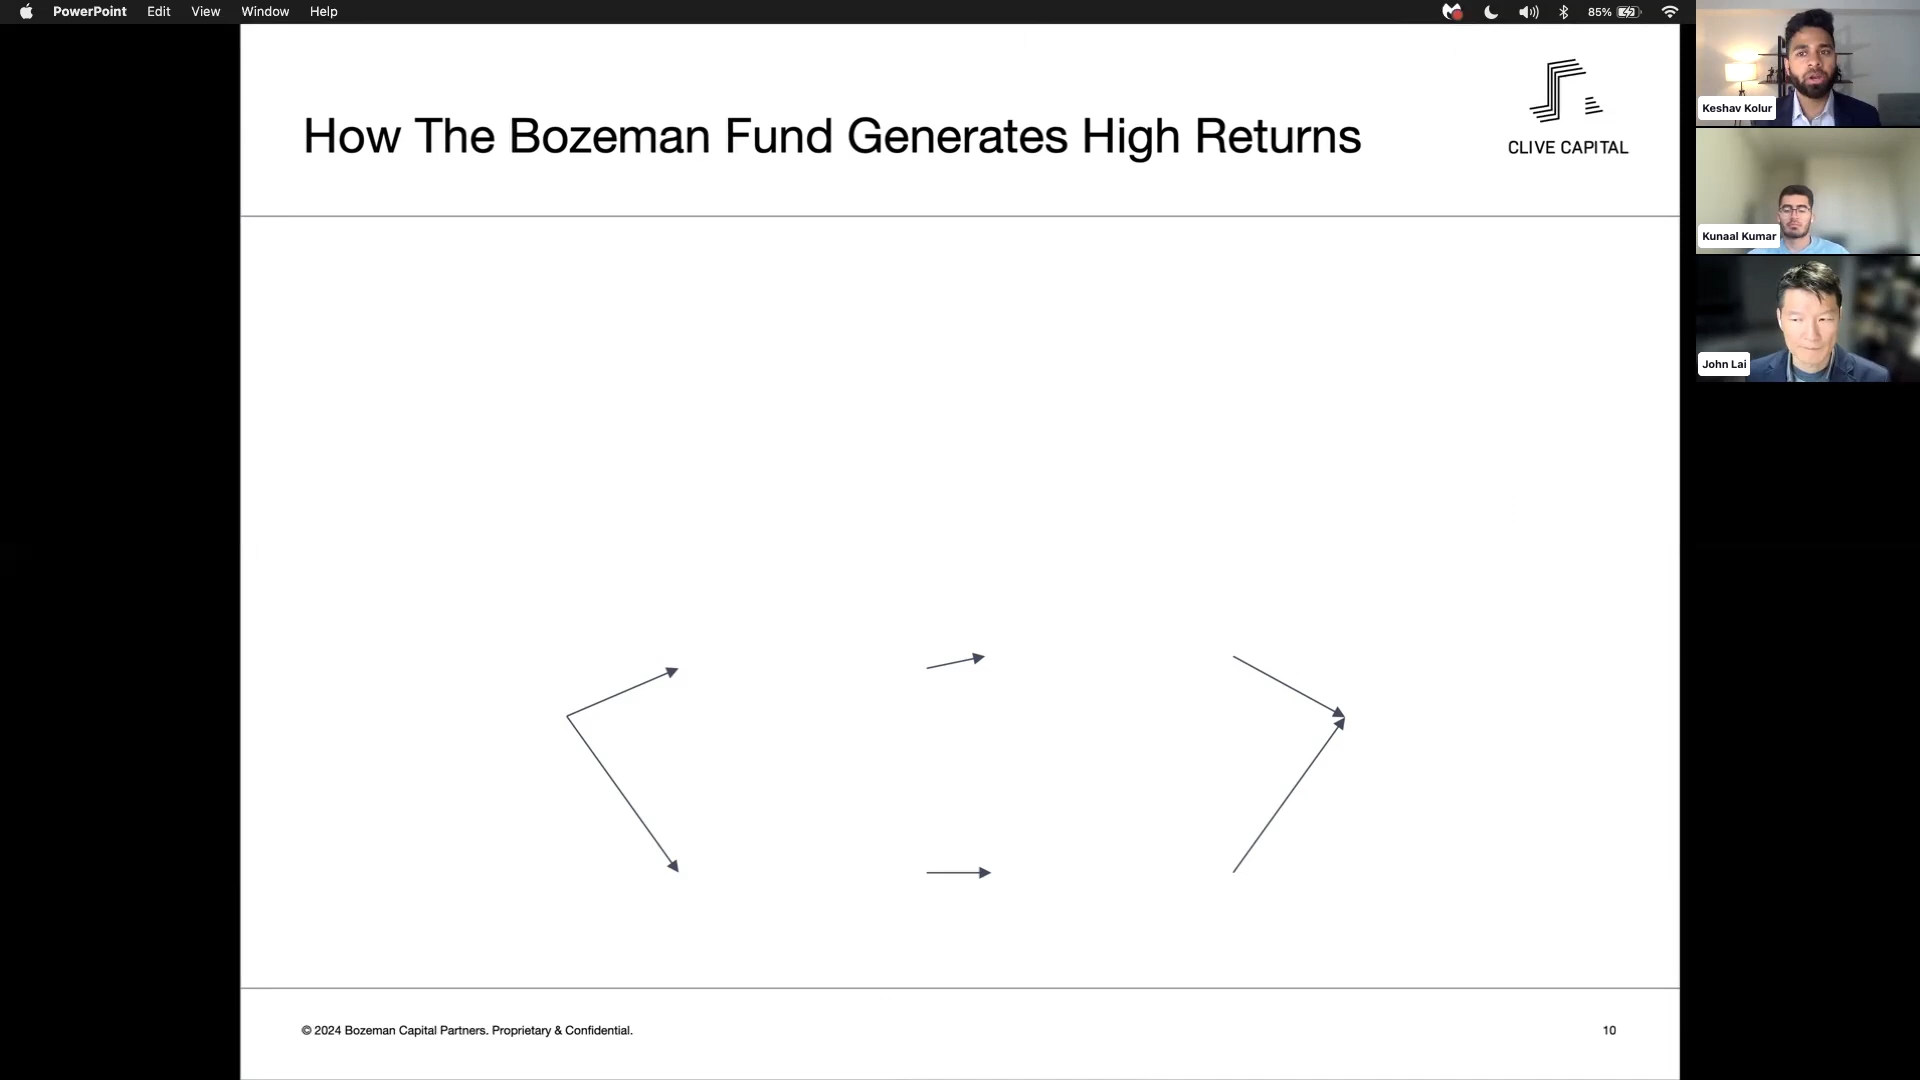 PowerPoint Edit View Window Help 85%
How The Bozeman Fund Generates High Returns
CLIVE CAPITAL
Keshav Kolur
Kunaal Kumar
John Lai
© 2024 Bozeman Capital Partners. Proprietary & Confidential.
10